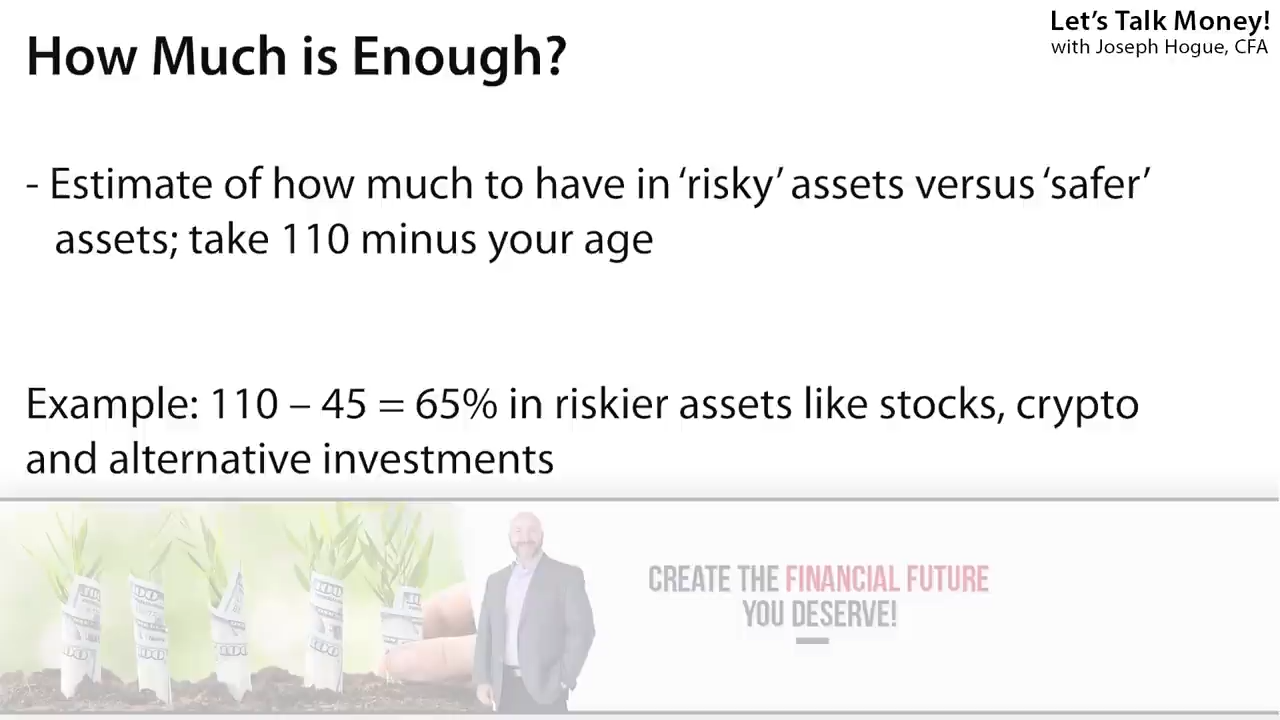 How Much is Enough?
Let's Talk Money!
with Joseph Hogue, CFA
- Estimate of how much to have in ‘risky’ assets versus ‘safer’
assets; take 110 minus your age
Example: 110 – 45 = 65% in riskier assets like stocks, crypto
and alternative investments
CREATE THE FINANCIAL FUTURE
YOU DESERVE!